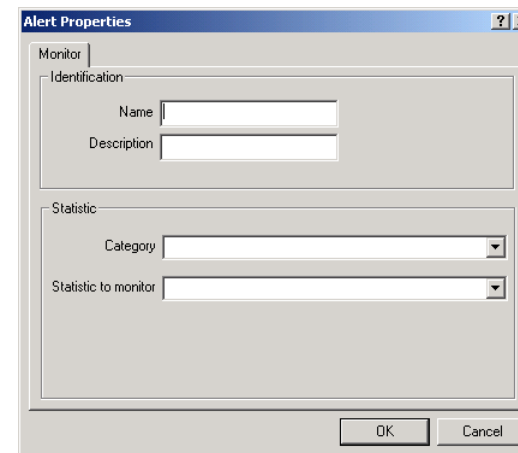 Alert Properties
?
Monitor
Identification
Name
Description
Statistic
Category
Statistic to monitor
OK
Cancel